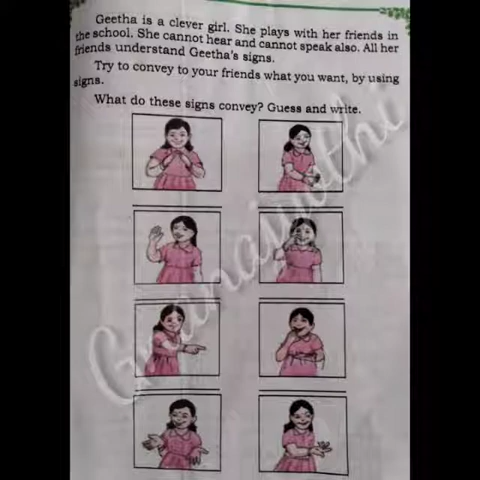 Geetha is a clever girl. She plays with her friends in
the school. She cannot hear and cannot speak also. All her
friends understand Geetha's signs.
Try to convey to your friends what you want, by using
signs.
What do these signs convey? Guess and write.
Gnanajyothi